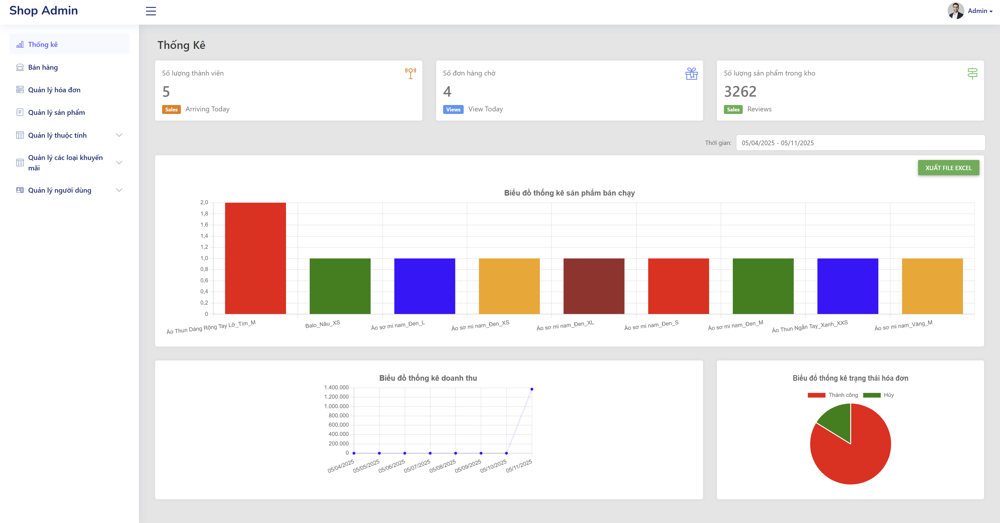 Shop Admin
Admin
Thống kê
Bán hàng
Quản lý hóa đơn
Quản lý sản phẩm
Quản lý thuộc tính
Quản lý các loại khuyến
mãi
Quản lý người dùng
Thống Kê
Số lượng thành viên
5
Sales Arriving Today
Số đơn hàng chờ
4
Views View Today
Số lượng sản phẩm trong kho
3262
Sales Reviews
Thời gian: 05/04/2025 - 05/11/2025
XUẤT FILE EXCEL
Biểu đồ thống kê sản phẩm bán chạy
2,0
1,8
1,6
1,4
1,2
1,0
0,8
0,6
0,4
0,2
0
Áo Thun Dáng Rộng Tay Lỡ_Tím_M
Balo_Nâu_XS
Áo sơ mi nam_Đen_L
Áo sơ mi nam_Đen_XS
Áo sơ mi nam_Đen_XL
Áo sơ mi nam_Đen_S
Áo sơ mi nam_Đen_M
Áo Thun Ngắn Tay_Xanh_XXS
Áo sơ mi nam_Vàng_M
Biểu đồ thống kê doanh thu
1.400.000
1.200.000
1.000.000
800.000
600.000
400.000
200.000
0
05/04/2025
05/05/2025
05/06/2025
05/07/2025
05/08/2025
05/09/2025
05/10/2025
05/11/2025
Biểu đổ thống kê trạng thái hóa đơn
Thành công Hủy